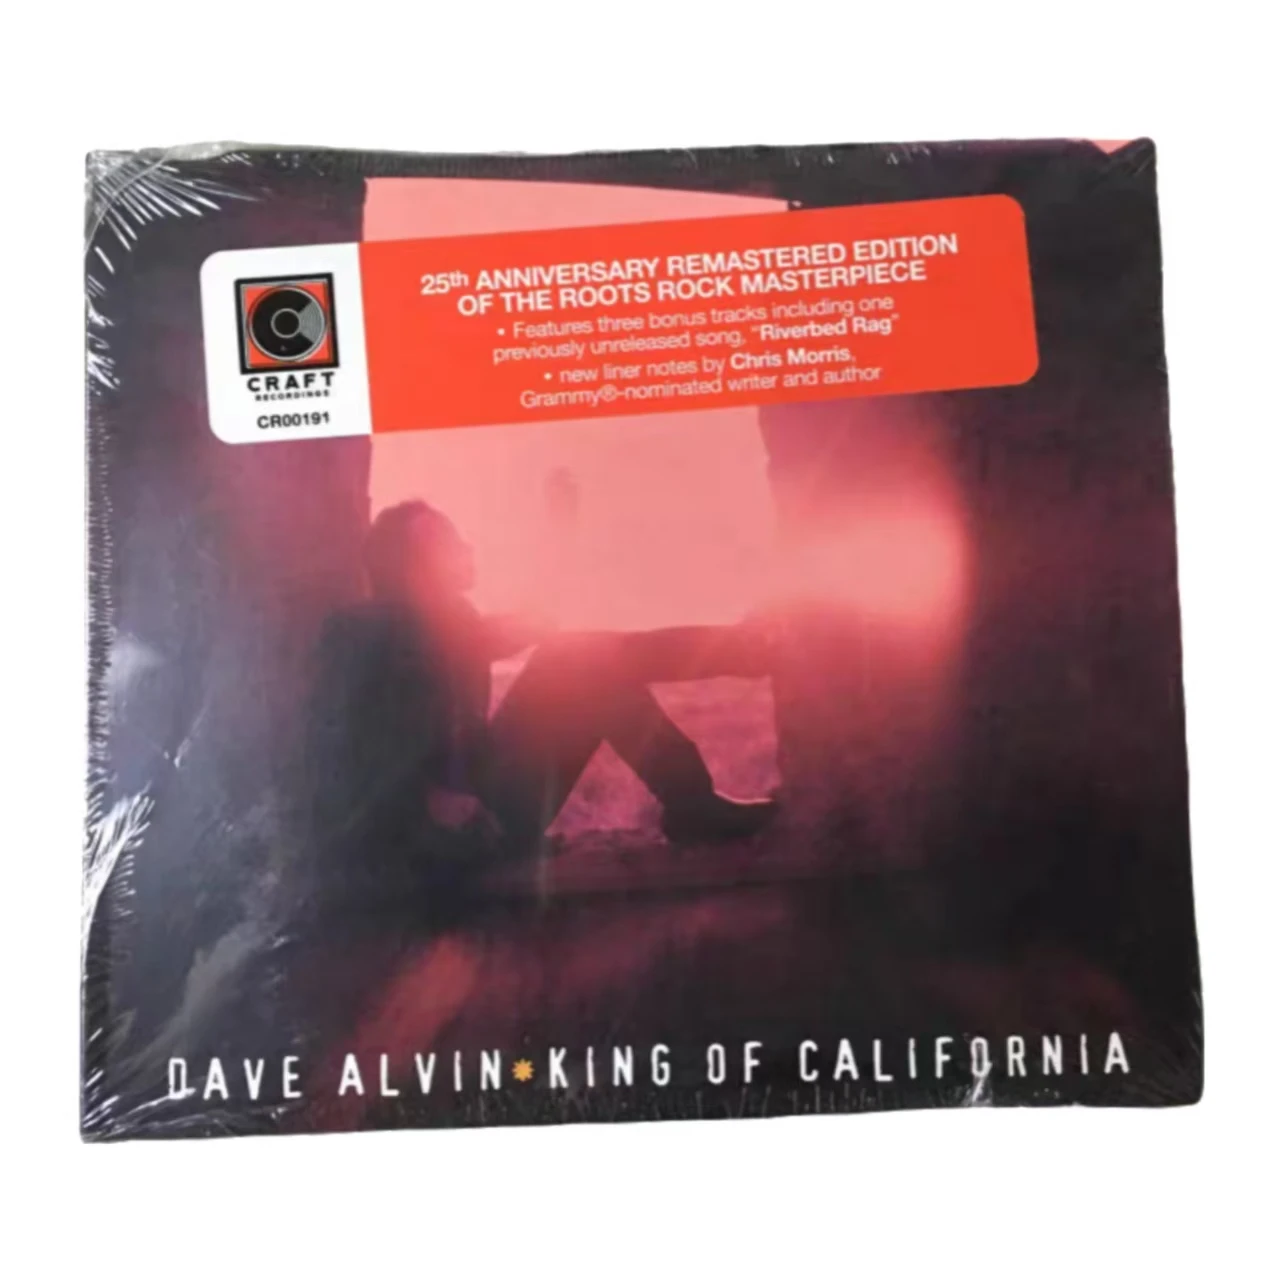 25th ANNIVERSARY REMASTERED EDITION
OF THE ROOTS ROCK MASTERPIECE
• Features three bonus tracks including one
previously unreleased song, "Riverbed Rag"
• new liner notes by Chris Morris,
Grammy®-nominated writer and author
CRAFT
RECORDINGS
CR00191
DAVE ALVIN✹KING OF CALIFORNIA